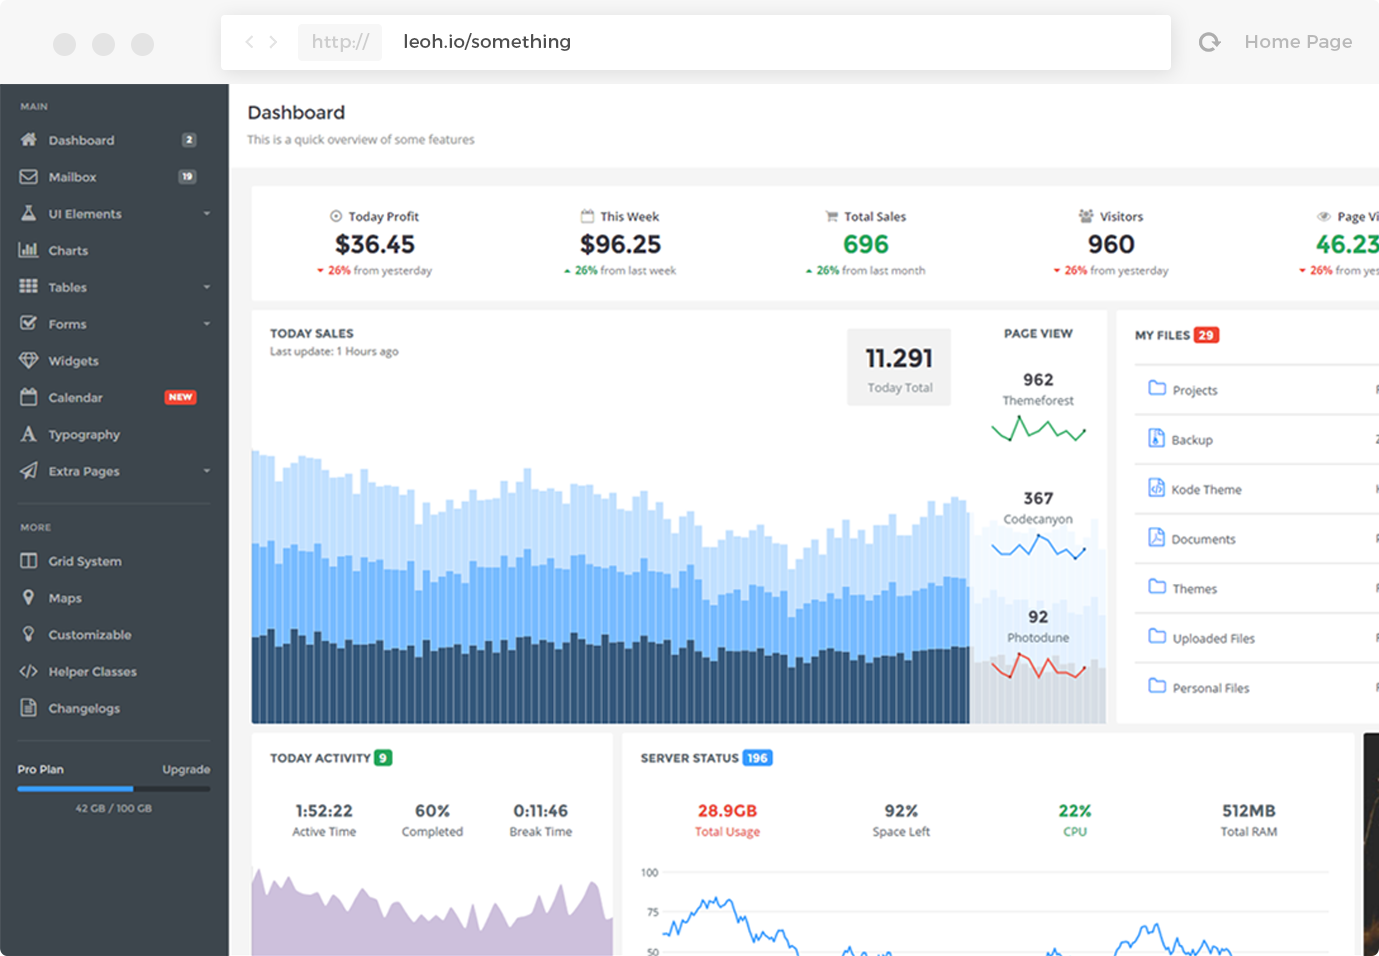 http://
leoh.io/something
Home Page
MAIN
Dashboard 2
Mailbox 19
UI Elements
Charts
Tables
Forms
Widgets
Calendar NEW
Typography
Extra Pages
MORE
Grid System
Maps
Customizable
Helper Classes
Changelogs
Pro Plan Upgrade
42 GB / 100 GB
Dashboard
This is a quick overview of some features
Today Profit
$36.45
26% from yesterday
This Week
$96.25
26% from last week
Total Sales
696
26% from last month
Visitors
960
26% from yesterday
Page Vi
46.23
26% from yes
TODAY SALES
Last update: 1 Hours ago
11.291
Today Total
PAGE VIEW
962
Themeforest
367
Codecanyon
92
Photodune
MY FILES 29
Projects
Backup
Kode Theme
Documents
Themes
Uploaded Files
Personal Files
TODAY ACTIVITY 9
1:52:22
Active Time
60%
Completed
0:11:46
Break Time
SERVER STATUS 196
28.9GB
Total Usage
92%
Space Left
22%
CPU
512MB
Total RAM
100
75
50